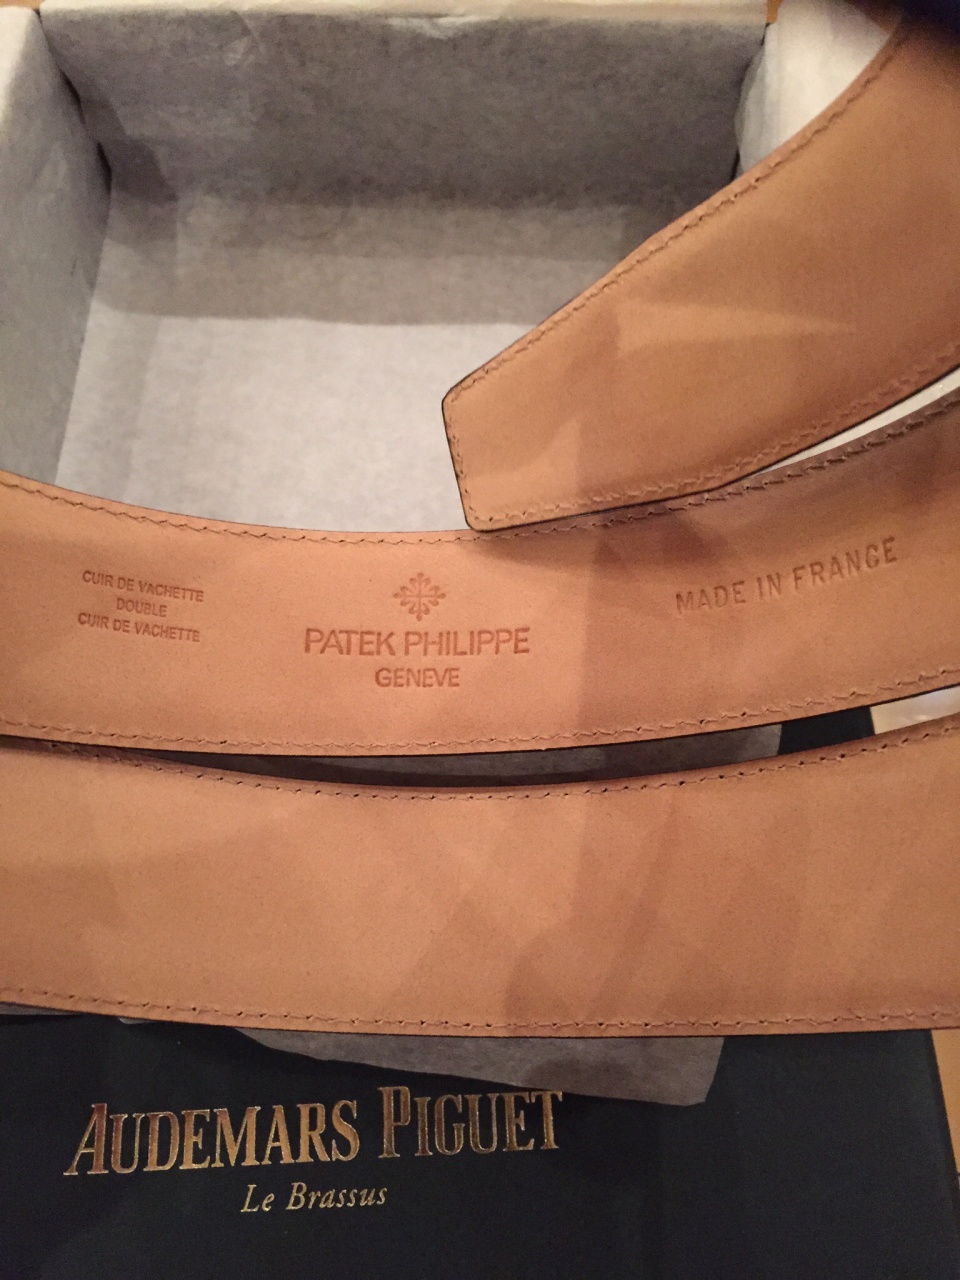 CUIR DE VACHETTE
DOUBLE
CUIR DE VACHETTE
PATEK PHILIPPE
GENEVE
MADE IN FRANCE
AUDEMARS PIGUET
Le Brassus